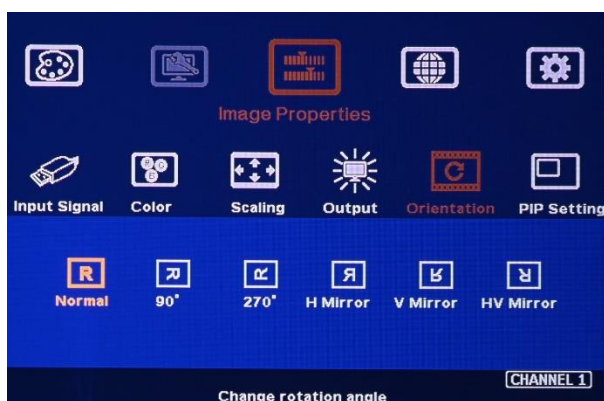 Image Properties
Input Signal
Color
Scaling
Output
Orientation
PIP Setting
R
Normal
90°
270°
H Mirror
V Mirror
HV Mirror
CHANNEL 1
Change rotation angle